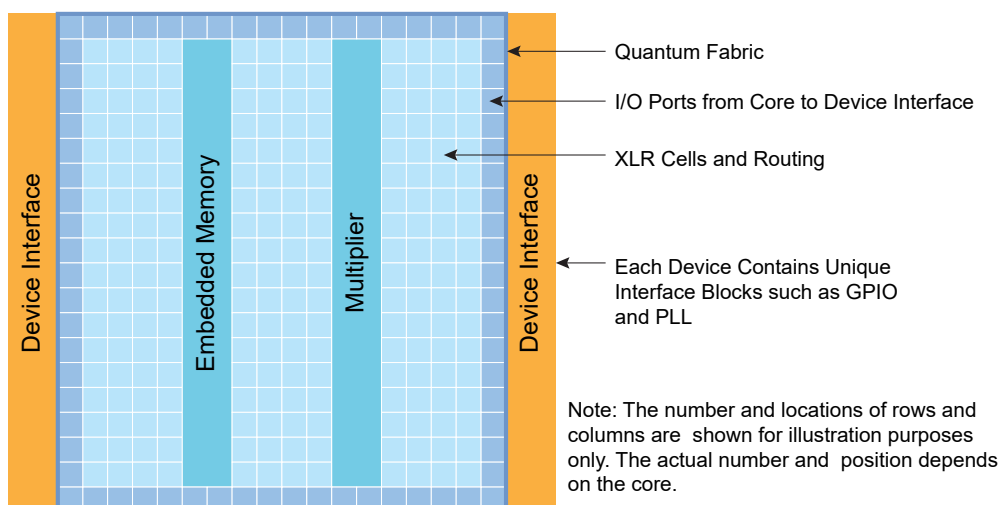 Device Interface
Embedded Memory
Multiplier
Device Interface
Quantum Fabric
I/O Ports from Core to Device Interface
XLR Cells and Routing
Each Device Contains Unique
Interface Blocks such as GPIO
and PLL
Note: The number and locations of rows and
columns are shown for illustration purposes
only. The actual number and position depends
on the core.